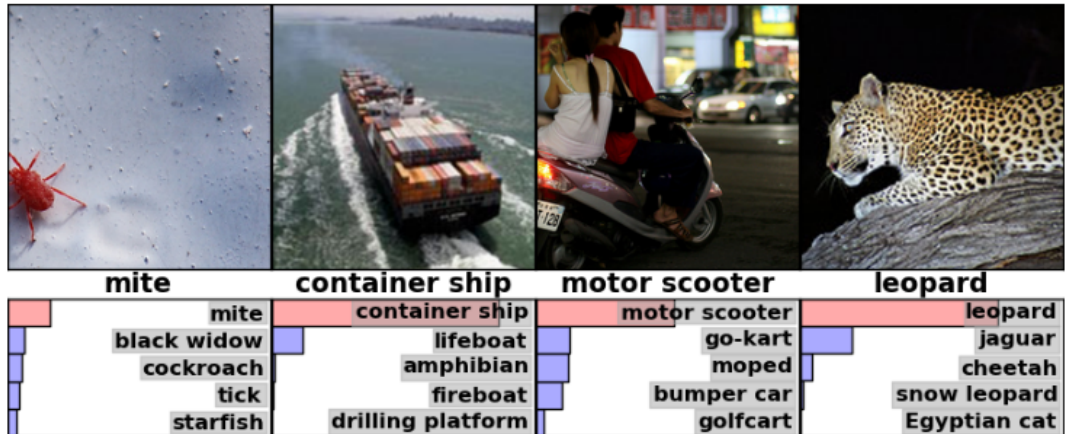 T-128
mite
container ship
motor scooter
leopard
mite
black widow
cockroach
tick
starfish
container ship
lifeboat
amphibian
fireboat
drilling platform
motor scooter
go-kart
moped
bumper car
golfcart
leopard
jaguar
cheetah
snow leopard
Egyptian cat